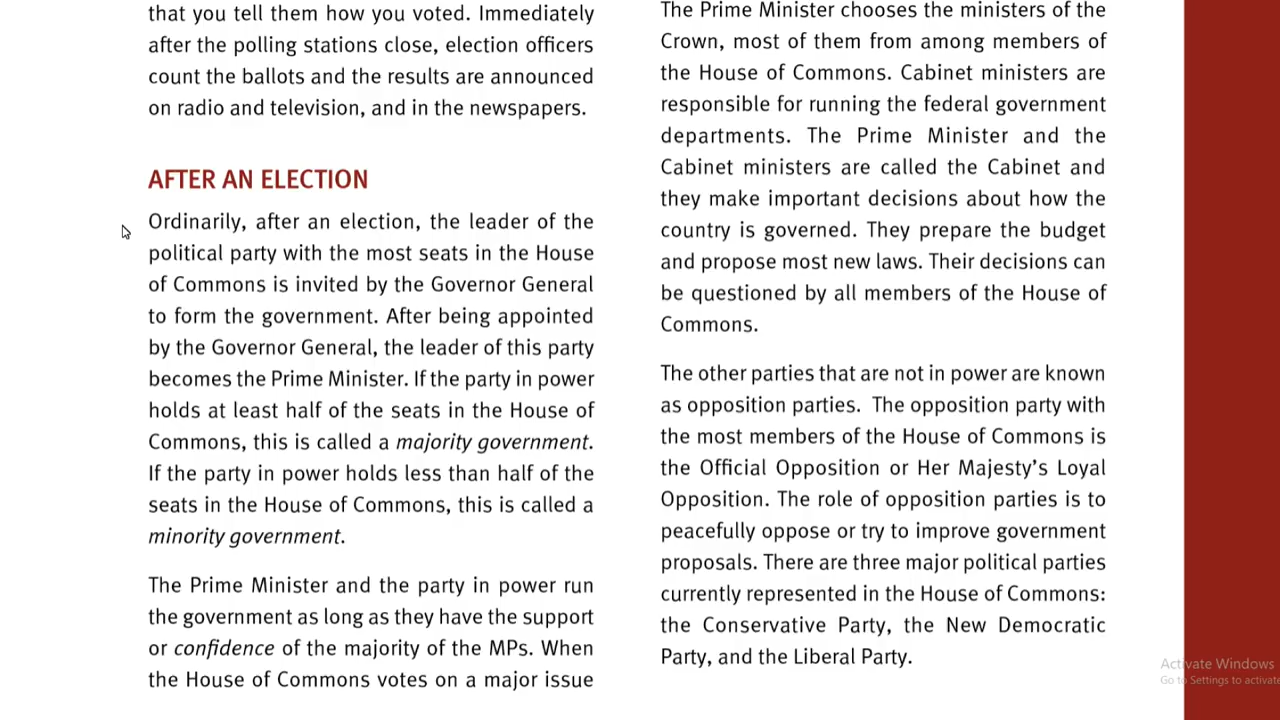 that you tell them how you voted. Immediately
after the polling stations close, election officers
count the ballots and the results are announced
on radio and television, and in the newspapers.
AFTER AN ELECTION
Ordinarily, after an election, the leader of the
political party with the most seats in the House
of Commons is invited by the Governor General
to form the government. After being appointed
by the Governor General, the leader of this party
becomes the Prime Minister. If the party in power
holds at least half of the seats in the House of
Commons, this is called a majority government.
If the party in power holds less than half of the
seats in the House of Commons, this is called a
minority government.
The Prime Minister and the party in power run
the government as long as they have the support
or confidence of the majority of the MPs. When
the House of Commons votes on a major issue
The Prime Minister chooses the ministers of the
Crown, most of them from among members of
the House of Commons. Cabinet ministers are
responsible for running the federal government
departments. The Prime Minister and the
Cabinet ministers are called the Cabinet and
they make important decisions about how the
country is governed. They prepare the budget
and propose most new laws. Their decisions can
be questioned by all members of the House of
Commons.
The other parties that are not in power are known
as opposition parties. The opposition party with
the most members of the House of Commons is
the Official Opposition or Her Majesty's Loyal
Opposition. The role of opposition parties is to
peacefully oppose or try to improve government
proposals. There are three major political parties
currently represented in the House of Commons:
the Conservative Party, the New Democratic
Party, and the Liberal Party.
Activate Windows
Go to Settings to activate